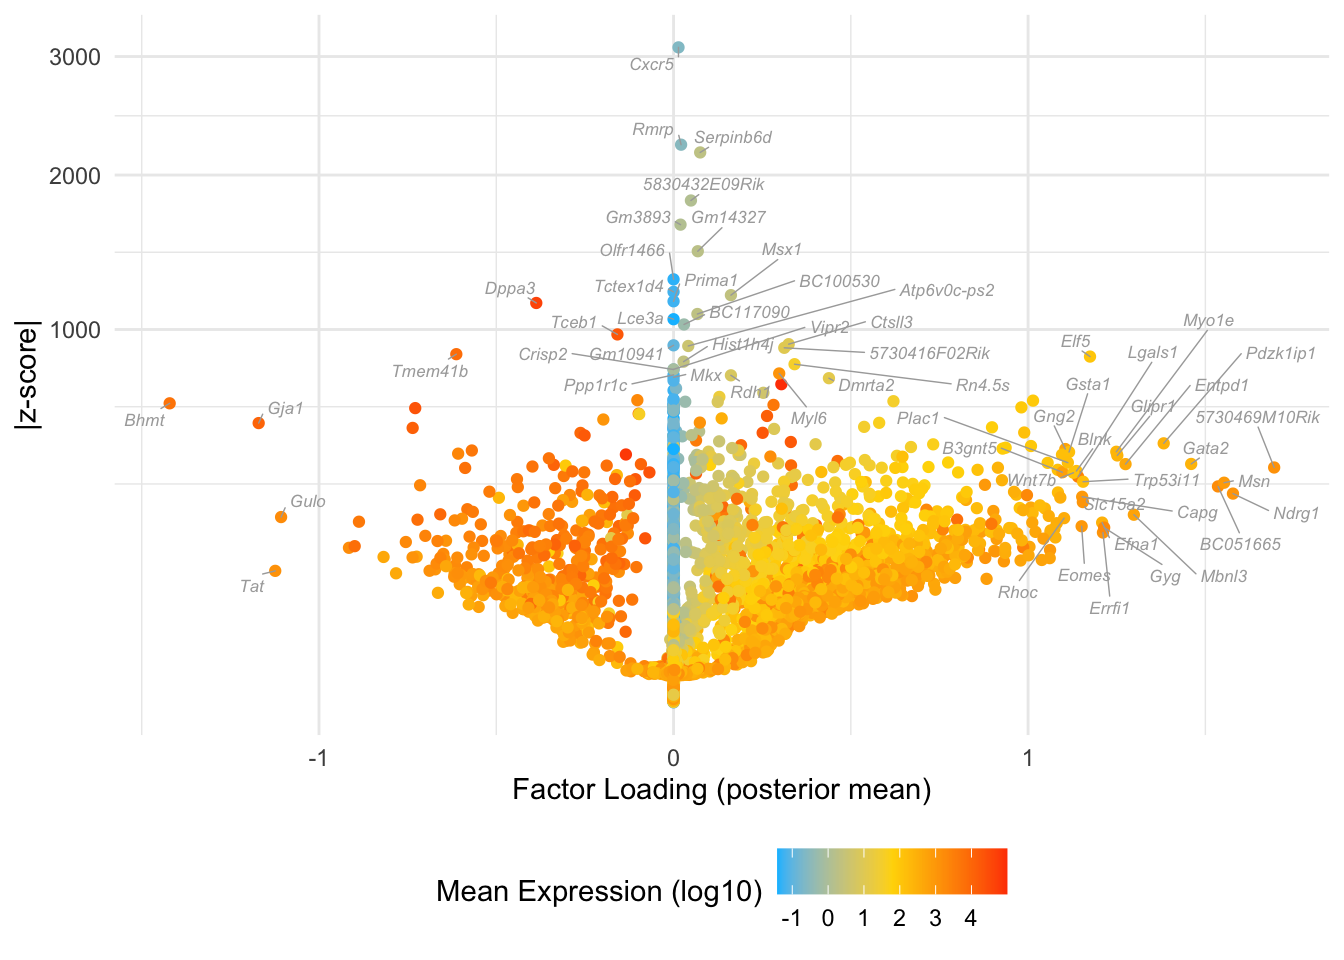 3000
Cxcr5
Rmrp
Serpinb6d
2000
5830432E09Rik
Gm3893
Gm14327
Olfr1466
Msx1
Tctex1d4
Prima1
BC100530
Dppa3
Atp6v0c-ps2
Lce3a
BC117090
Myo1e
Tceb1
Vipr2
Ctsll3
1000
Elf5
Crisp2
Gm10941
Hist1h4j
5730416F02Rik
Lgals1
Pdzk1ip1
Tmem41b
Ppp1r1c
Mkx
Rdh1
Dmrta2
Rn4.5s
Gsta1
Entpd1
Bhmt
Gja1
Myl6
Plac1
Gng2
Glipr1
5730469M10Rik
B3gnt5
Blnk
Gata2
Wnt7b
Trp53i11
Msn
Gulo
Slc15a2
Capg
Ndrg1
Efna1
BC051665
Tat
Eomes
Gyg
Mbnl3
Rhoc
Errfi1
|z-score|
-1
0
1
Factor Loading (posterior mean)
Mean Expression (log10)
-1 0 1 2 3 4